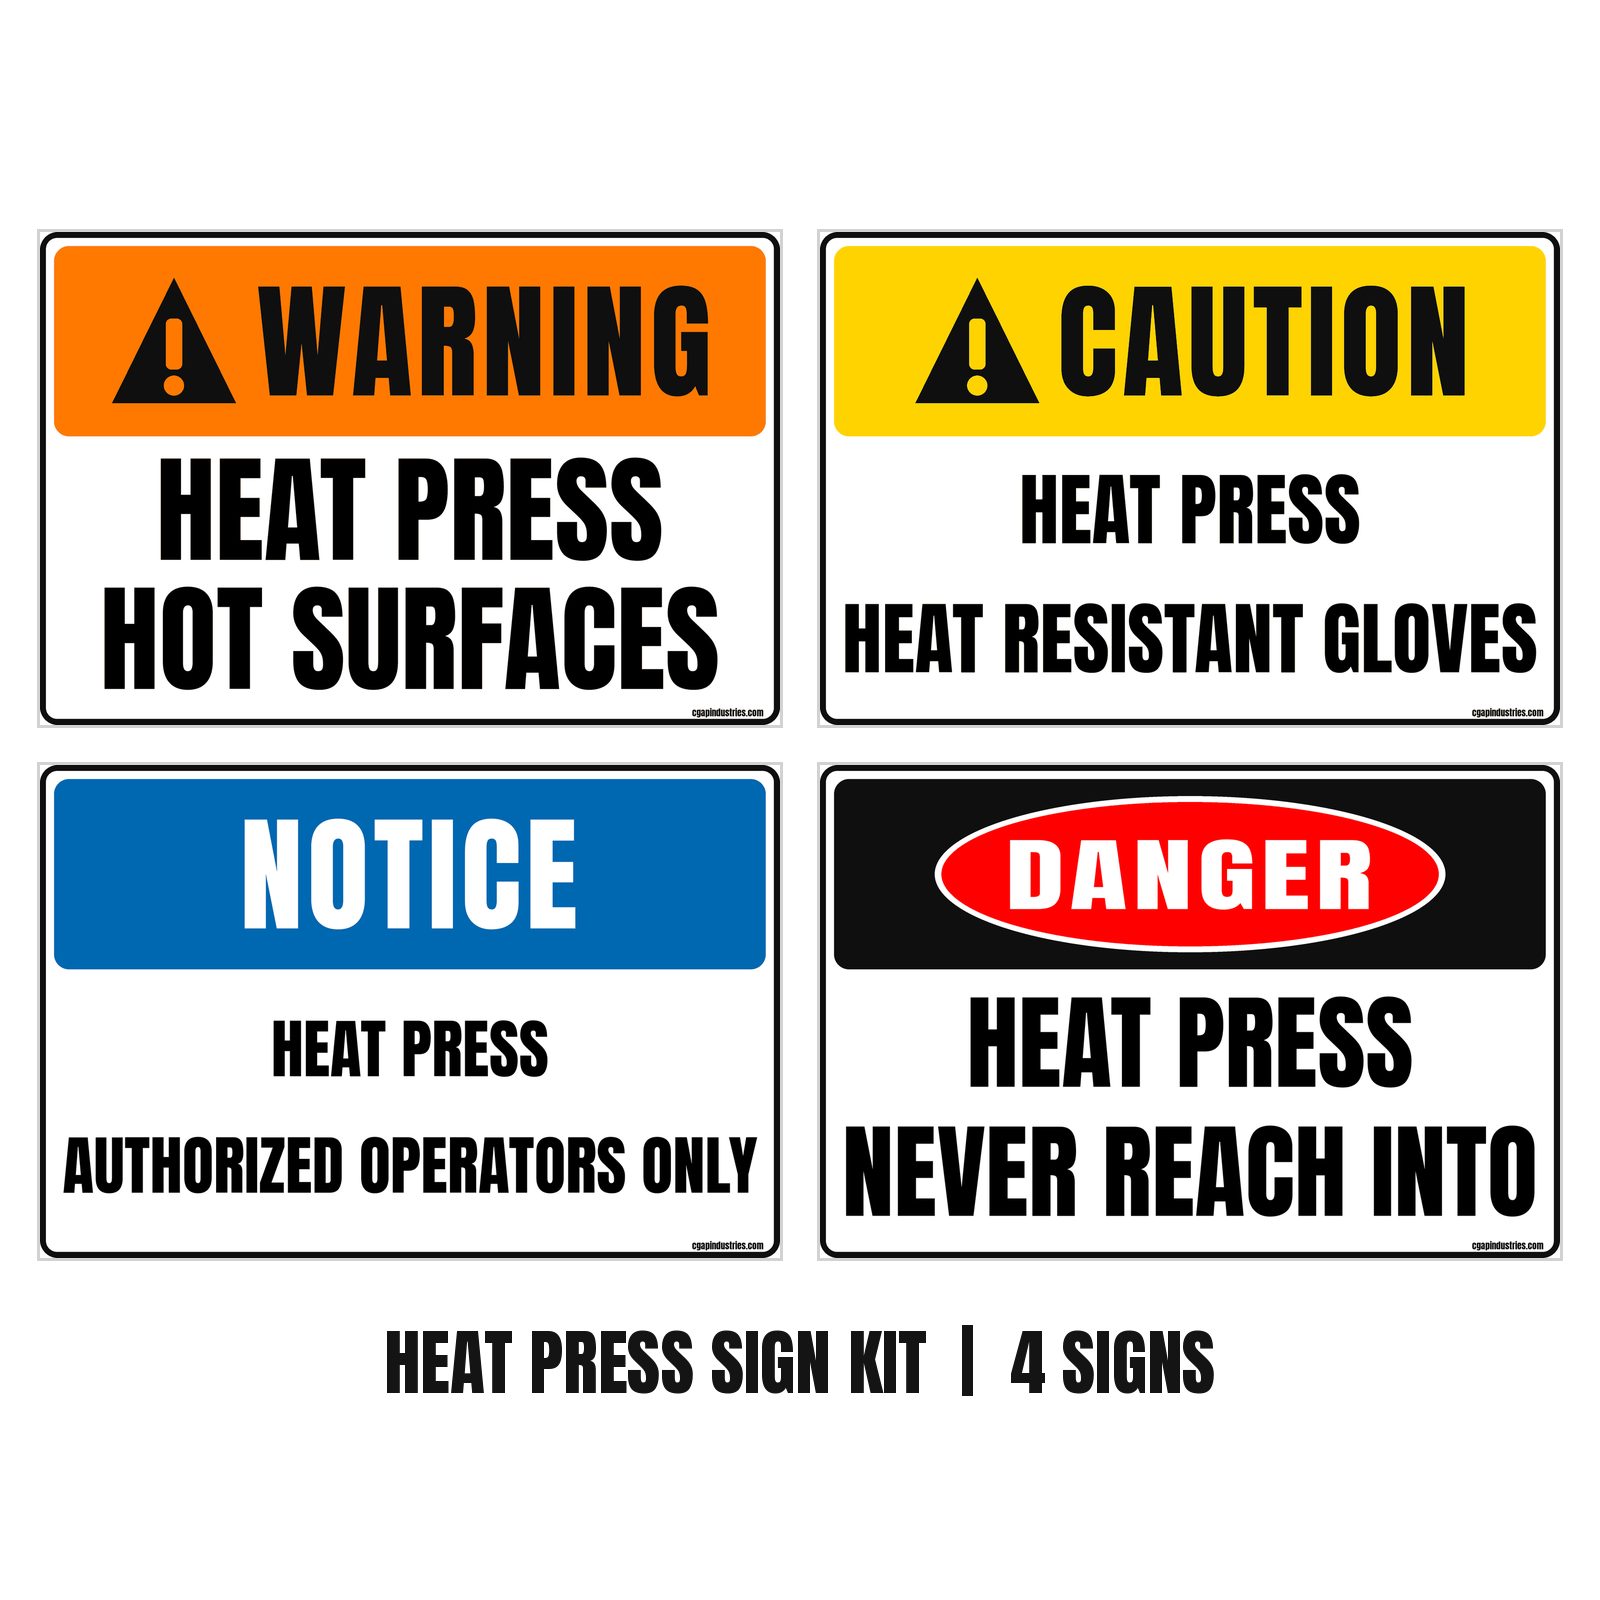 WARNING
HEAT PRESS
HOT SURFACES
cgapindustries.com
CAUTION
HEAT PRESS
HEAT RESISTANT GLOVES
cgapindustries.com
NOTICE
HEAT PRESS
AUTHORIZED OPERATORS ONLY
cgapindustries.com
DANGER
HEAT PRESS
NEVER REACH INTO
cgapindustries.com
HEAT PRESS SIGN KIT | 4 SIGNS